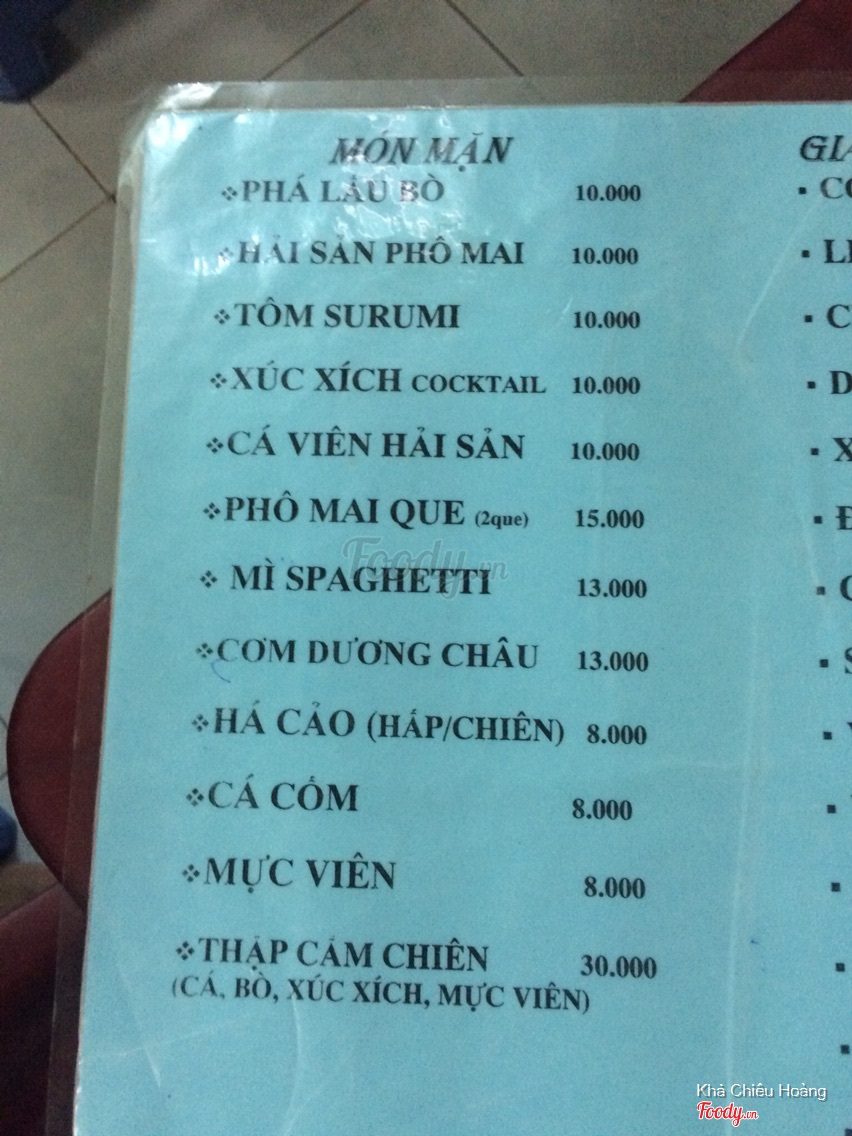 MÓN MẶN
PHÁ LẤU BÒ 10.000
HẢI SẢN PHÔ MAI 10.000
TÔM SURUMI 10.000
XÚC XÍCH COCKTAIL 10.000
CÁ VIÊN HẢI SẢN 10.000
PHÔ MAI QUE (2que) 15.000
MÌ SPAGHETTI 13.000
CƠM DƯƠNG CHÂU 13.000
HÁ CẢO (HẤP/CHIÊN) 8.000
CÁ CỐM 8.000
MỰC VIÊN 8.000
THẬP CẨM CHIÊN 30.000
(CÁ, BÒ, XÚC XÍCH, MỰC VIÊN)
Foody.vn
Khả Chiêu Hoàng
Foody.vn